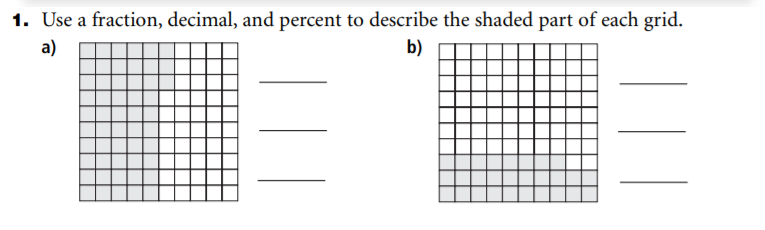 1. Use a fraction, decimal, and percent to describe the shaded part of each grid.
a) b)